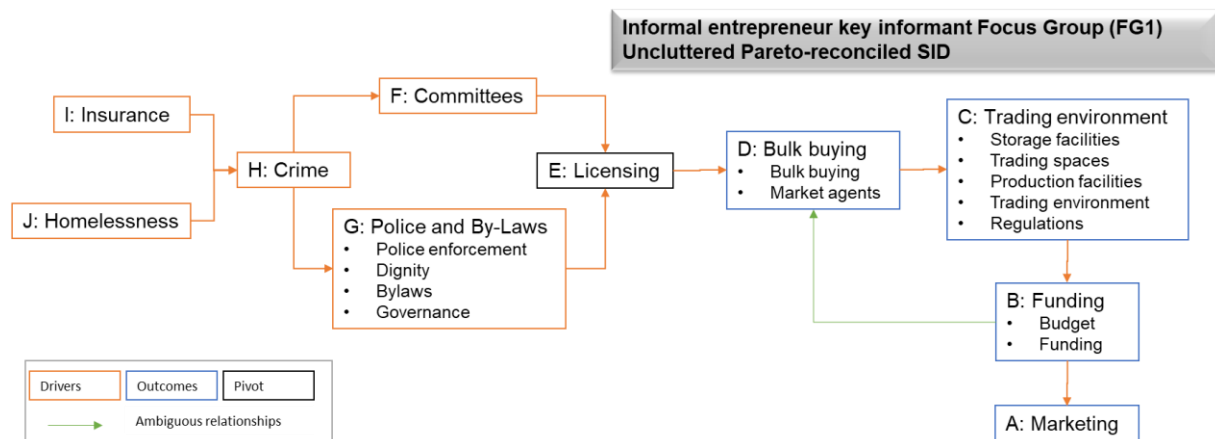 Informal entrepreneur key informant Focus Group (FG1)
Uncluttered Pareto-reconciled SID
I: Insurance
J: Homelessness
H: Crime
F: Committees
G: Police and By-Laws
• Police enforcement
• Dignity
• Bylaws
• Governance
E: Licensing
D: Bulk buying
• Bulk buying
• Market agents
C: Trading environment
• Storage facilities
• Trading spaces
• Production facilities
• Trading environment
• Regulations
B: Funding
• Budget
• Funding
A: Marketing
Drivers
Outcomes
Pivot
Ambiguous relationships